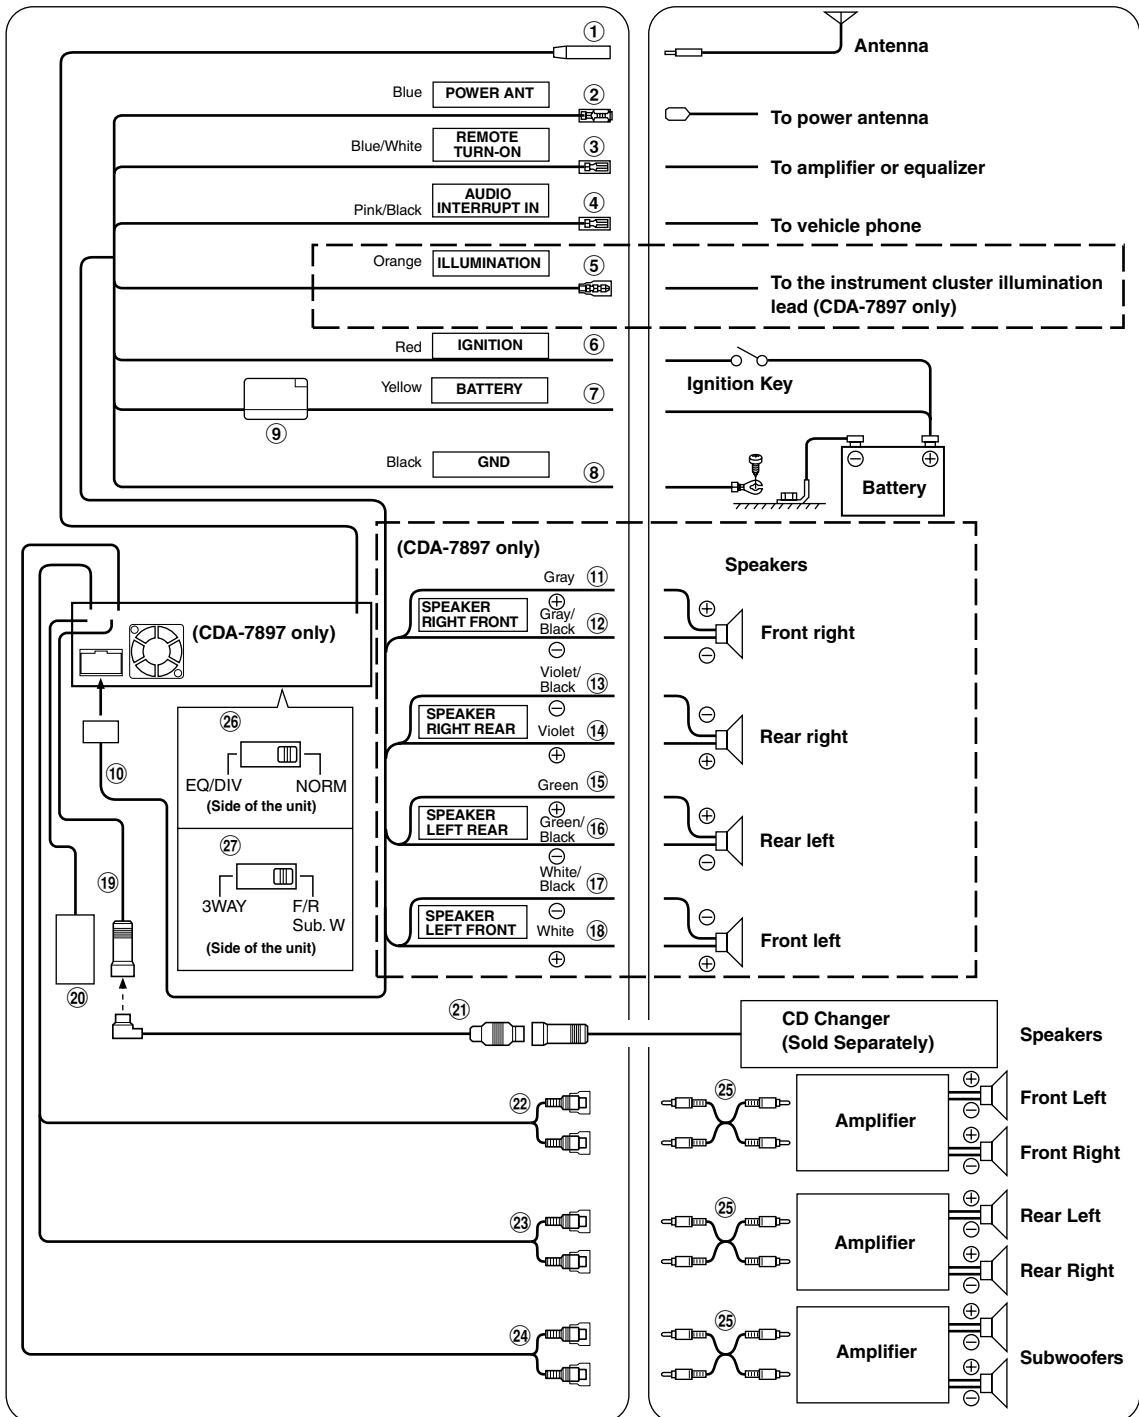 ①
Antenna
Blue
POWER ANT
②
To power antenna
Blue/White
REMOTE
TURN-ON
③
To amplifier or equalizer
Pink/Black
AUDIO
INTERRUPT IN
④
To vehicle phone
Orange
ILLUMINATION
⑤
To the instrument cluster illumination
lead (CDA-7897 only)
Red
IGNITION
⑥
Ignition Key
Yellow
BATTERY
⑦
⑨
Black
GND
⑧
⊖ ⊕
Battery
(CDA-7897 only)
Speakers
Gray ⑪
SPEAKER
RIGHT FRONT
⊕
Gray/
Black ⑫
⊖
⊕
⊖
Front right
Violet/
Black ⑬
SPEAKER
RIGHT REAR
⊖
Violet ⑭
⊕
⊖
⊕
Rear right
Green ⑮
SPEAKER
LEFT REAR
⊕
Green/
Black ⑯
⊖
⊕
⊖
Rear left
White/
Black ⑰
SPEAKER
LEFT FRONT
⊖
White ⑱
⊕
⊖
⊕
Front left
(CDA-7897 only)
㉖
EQ/DIV
NORM
(Side of the unit)
㉗
3WAY
F/R
Sub. W
(Side of the unit)
⑩
⑲
⑳
㉑
CD Changer
(Sold Separately)
Speakers
㉒
㉕
Amplifier
⊕
⊖
Front Left
⊕
⊖
Front Right
㉓
㉕
Amplifier
⊕
⊖
Rear Left
⊕
⊖
Rear Right
㉔
㉕
Amplifier
⊕
⊖
⊕
⊖
Subwoofers